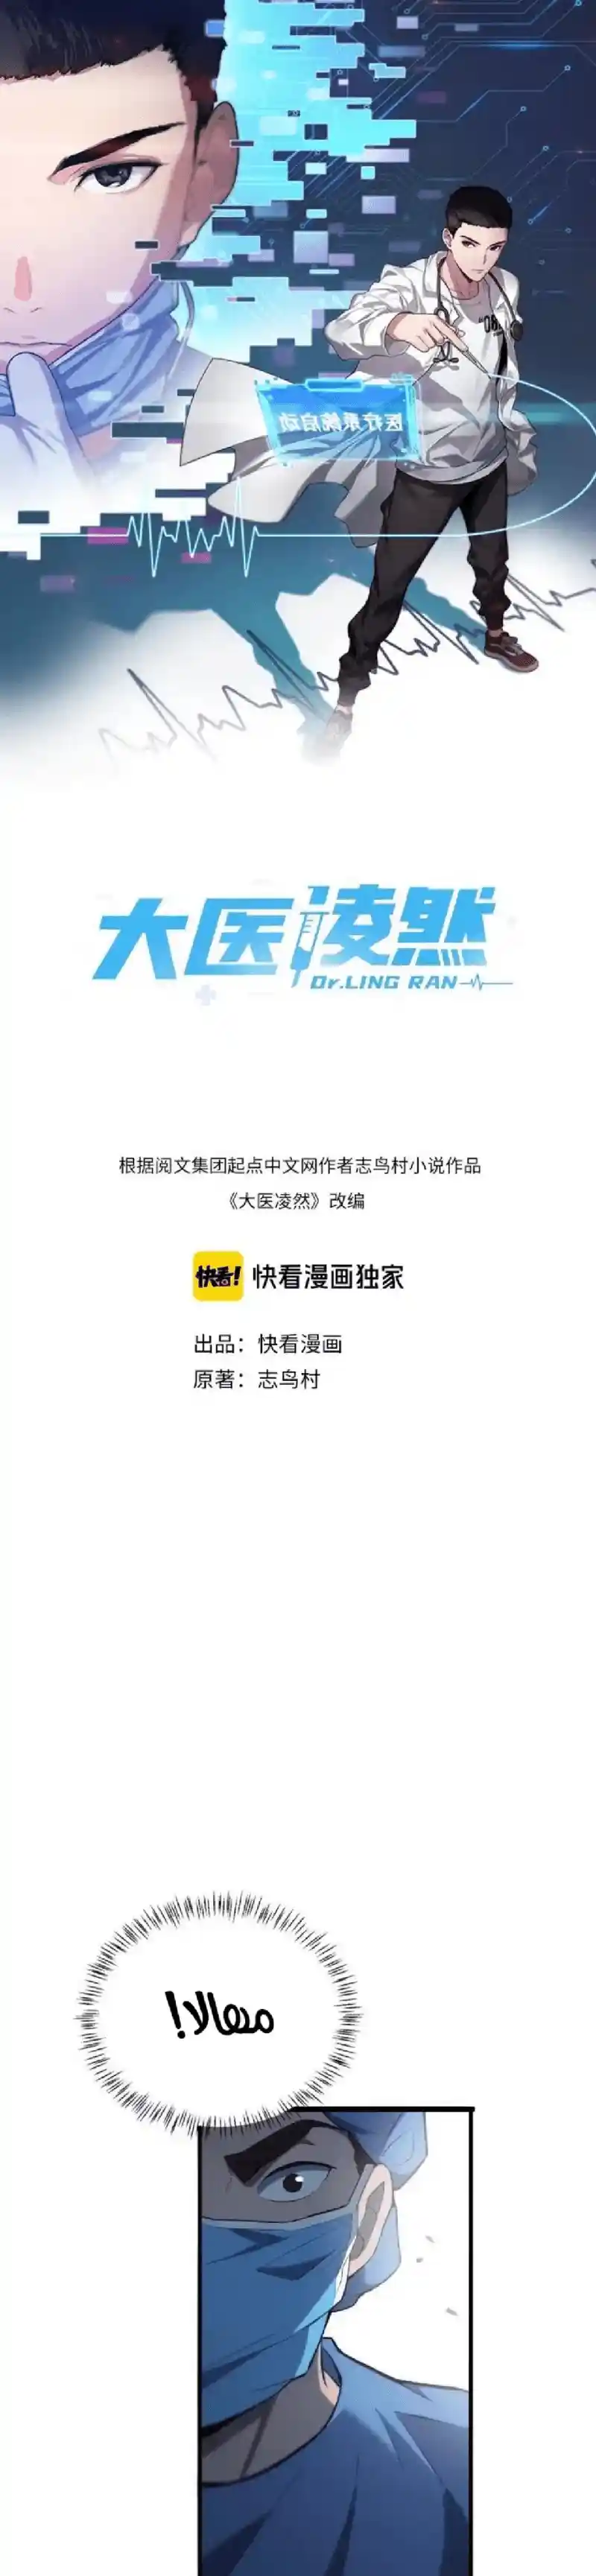 医疗系统启动
大医凌然
Dr.LING RAN
根据阅文集团起点中文网作者志鸟村小说作品
《大医凌然》改编
快看! 快看漫画独家
出品：快看漫画
原著：志鸟村
مهالا!